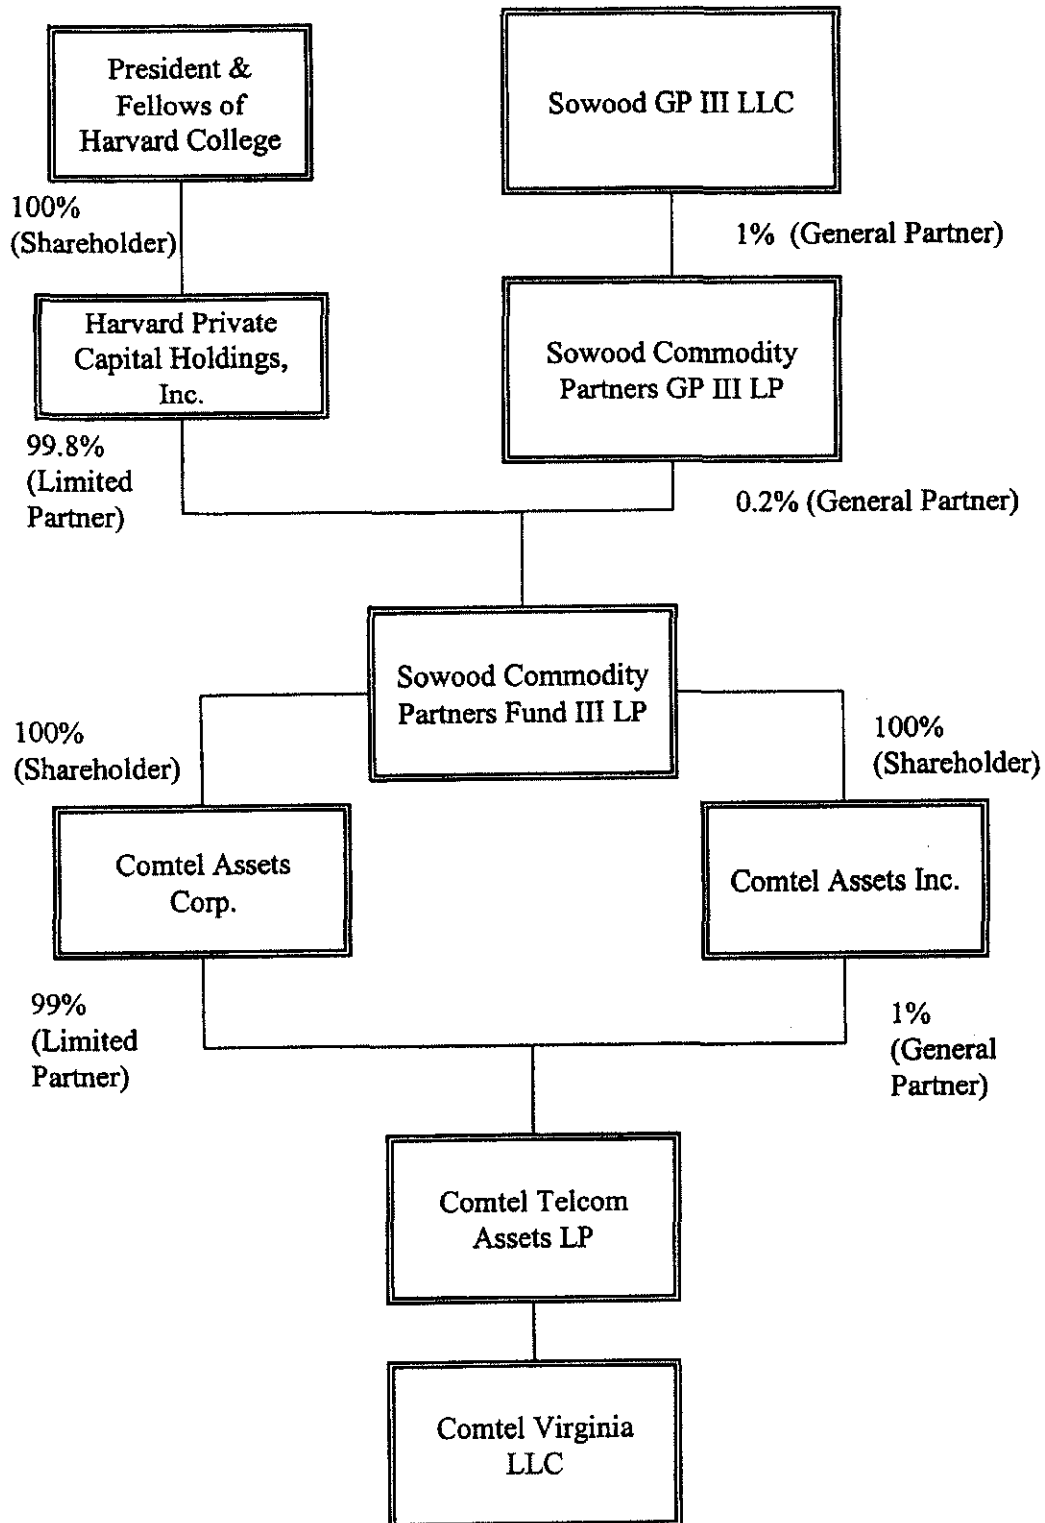 President &
Fellows of
Harvard College
Sowood GP III LLC
100%
(Shareholder)
1% (General Partner)
Harvard Private
Capital Holdings,
Inc.
Sowood Commodity
Partners GP III LP
99.8%
(Limited
Partner)
0.2% (General Partner)
Sowood Commodity
Partners Fund III LP
100%
(Shareholder)
100%
(Shareholder)
Comtel Assets
Corp.
Comtel Assets Inc.
99%
(Limited
Partner)
1%
(General
Partner)
Comtel Telcom
Assets LP
Comtel Virginia
LLC